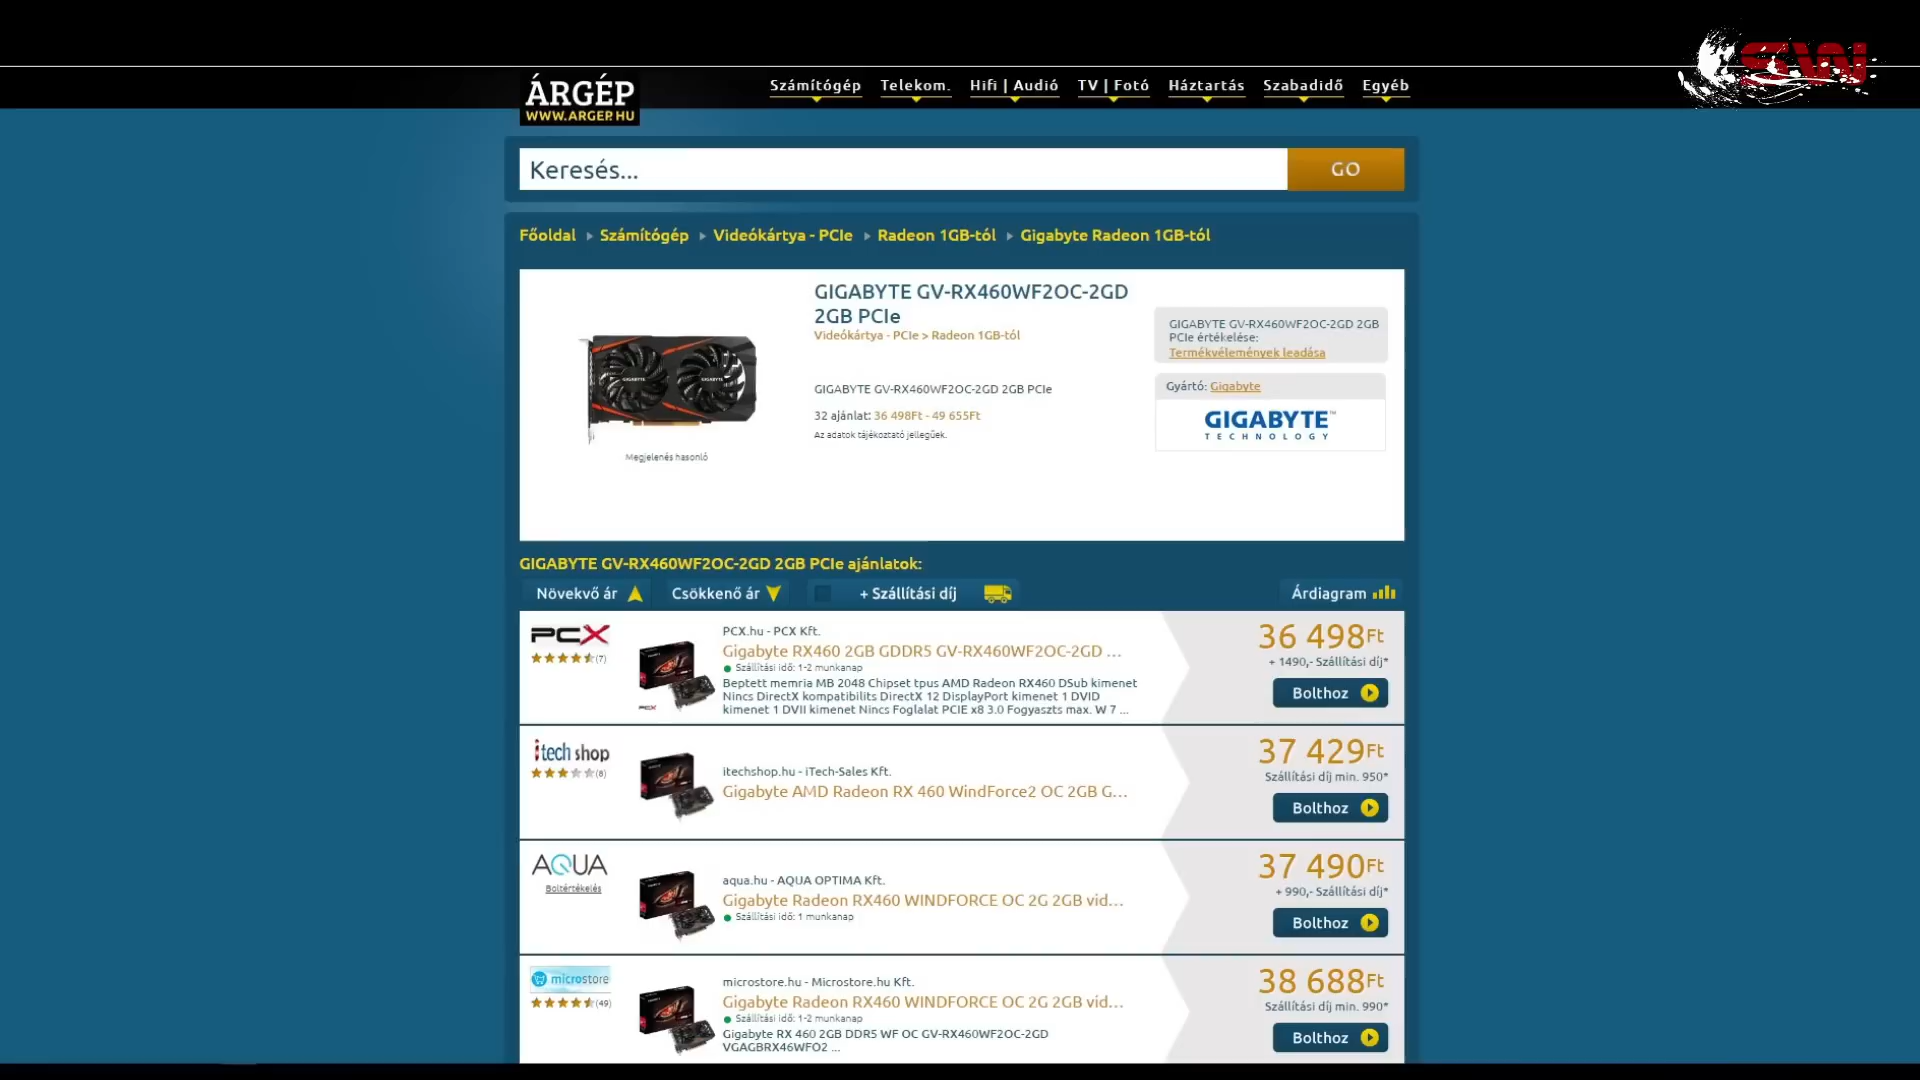 SW
ÁRGÉP
WWW.ARGEP.HU
Számítógép Telekom. Hifi | Audió TV | Fotó Háztartás Szabadidő Egyéb
Keresés...
GO
Főoldal Számítógép Videókártya - PCIe Radeon 1GB-tól Gigabyte Radeon 1GB-tól
GIGABYTE GV-RX460WF2OC-2GD
2GB PCIe
Videókártya - PCIe > Radeon 1GB-tól
GIGABYTE GV-RX460WF2OC-2GD 2GB PCIe
32 ajánlat: 36 498Ft - 49 655Ft
Az adatok tájékoztató jellegűek.
Megjelenés hasonló
GIGABYTE GV-RX460WF2OC-2GD 2GB
PCIe értékelése:
Termékvélemények leadása
Gyártó: Gigabyte
GIGABYTE™
TECHNOLOGY
GIGABYTE GV-RX460WF2OC-2GD 2GB PCIe ajánlatok:
Növekvő ár Csökkenő ár + Szállítási díj Árdiagram
PCX
(7)
PCX.hu - PCX Kft.
Gigabyte RX460 2GB GDDR5 GV-RX460WF2OC-2GD ...
Szállítási idő: 1-2 munkanap
Beptett memria MB 2048 Chipset tpus AMD Radeon RX460 DSub kimenet
Nincs DirectX kompatibilits DirectX 12 DisplayPort kimenet 1 DVID
kimenet 1 DVII kimenet Nincs Foglalat PCIE x8 3.0 Fogyaszts max. W 7 ...
36 498Ft
+ 1490,- Szállítási díj*
Bolthoz
itech shop
(8)
itechshop.hu - iTech-Sales Kft.
Gigabyte AMD Radeon RX 460 WindForce2 OC 2GB G...
37 429Ft
Szállítási díj min. 950*
Bolthoz
AQUA
Boltértékelés
aqua.hu - AQUA OPTIMA Kft.
Gigabyte Radeon RX460 WINDFORCE OC 2G 2GB vid...
Szállítási idő: 1 munkanap
37 490Ft
+ 990,- Szállítási díj*
Bolthoz
microstore
(49)
microstore.hu - Microstore.hu Kft.
Gigabyte Radeon RX460 WINDFORCE OC 2G 2GB vid...
Szállítási idő: 1-2 munkanap
Gigabyte RX 460 2GB DDR5 WF OC GV-RX460WF2OC-2GD
VGAGBRX46WFO2 ...
38 688Ft
Szállítási díj min. 990*
Bolthoz